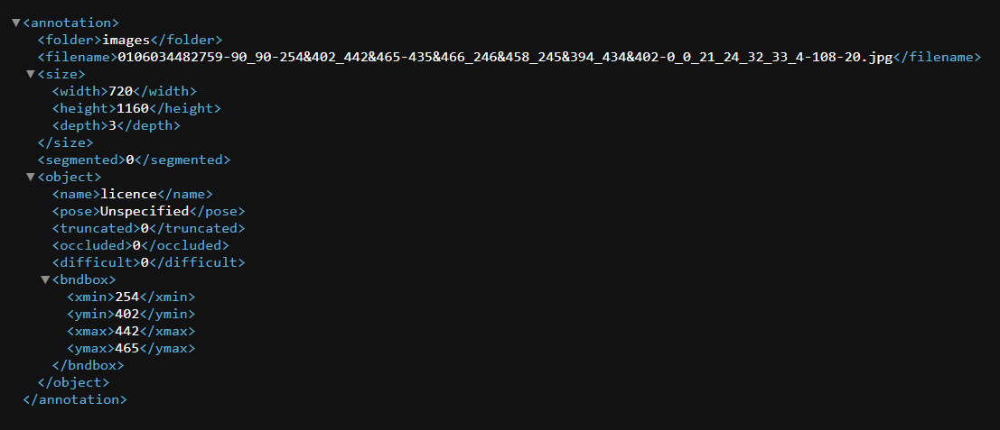 <annotation>
<folder>images</folder>
<filename>0106034482759-90_90-254&402_442&465-435&466_246&458_245&394_434&402-0_0_21_24_32_33_4-108-20.jpg</filename>
<size>
<width>720</width>
<height>1160</height>
<depth>3</depth>
</size>
<segmented>0</segmented>
<object>
<name>licence</name>
<pose>Unspecified</pose>
<truncated>0</truncated>
<occluded>0</occluded>
<difficult>0</difficult>
<bndbox>
<xmin>254</xmin>
<ymin>402</ymin>
<xmax>442</xmax>
<ymax>465</ymax>
</bndbox>
</object>
</annotation>